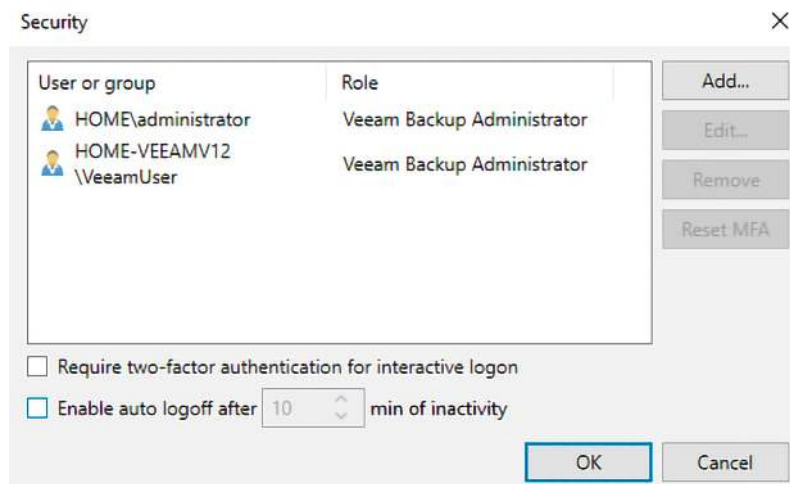 Security
User or group
Role
Add...
HOME\administrator
Veeam Backup Administrator
Edit...
HOME-VEEAMV12
\VeeamUser
Veeam Backup Administrator
Remove
Reset MFA
Require two-factor authentication for interactive logon
Enable auto logoff after 10 min of inactivity
OK
Cancel